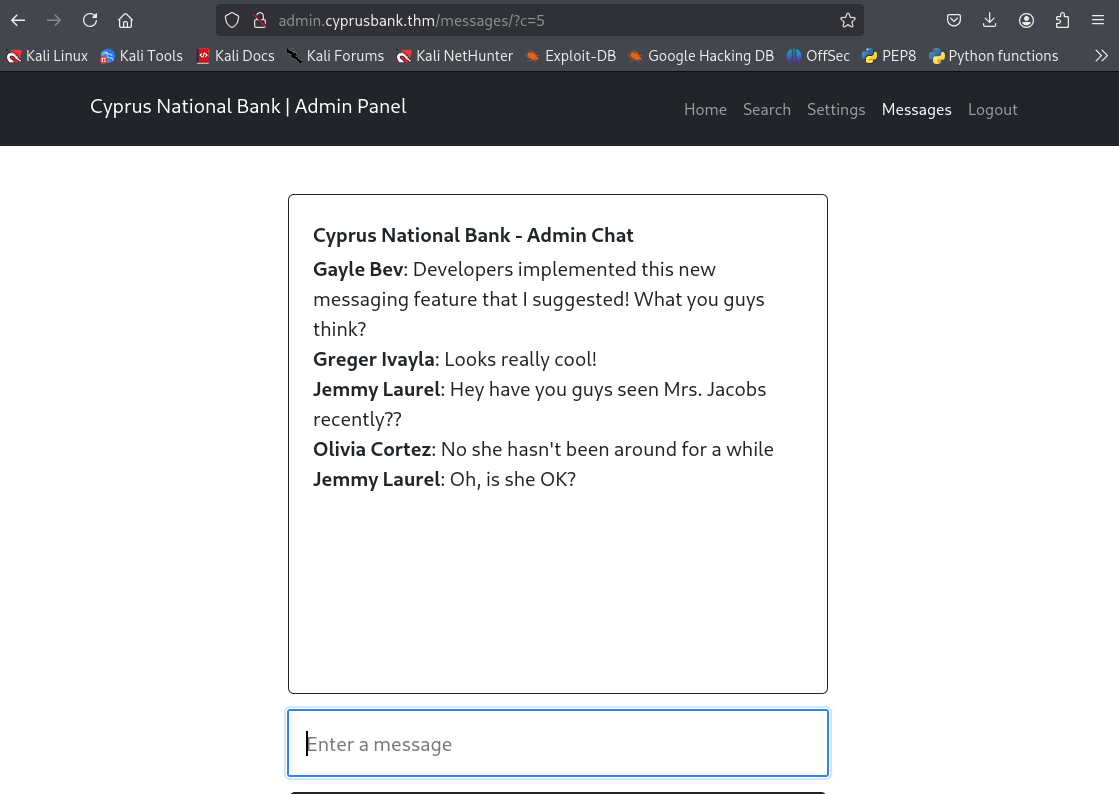 admin.cyprusbank.thm/messages/?c=5
Kali Linux Kali Tools Kali Docs Kali Forums Kali NetHunter Exploit-DB Google Hacking DB OffSec PEP8 Python functions
Cyprus National Bank | Admin Panel
Home Search Settings Messages Logout
Cyprus National Bank - Admin Chat
Gayle Bev: Developers implemented this new
messaging feature that I suggested! What you guys
think?
Greger Ivayla: Looks really cool!
Jemmy Laurel: Hey have you guys seen Mrs. Jacobs
recently??
Olivia Cortez: No she hasn't been around for a while
Jemmy Laurel: Oh, is she OK?
Enter a message